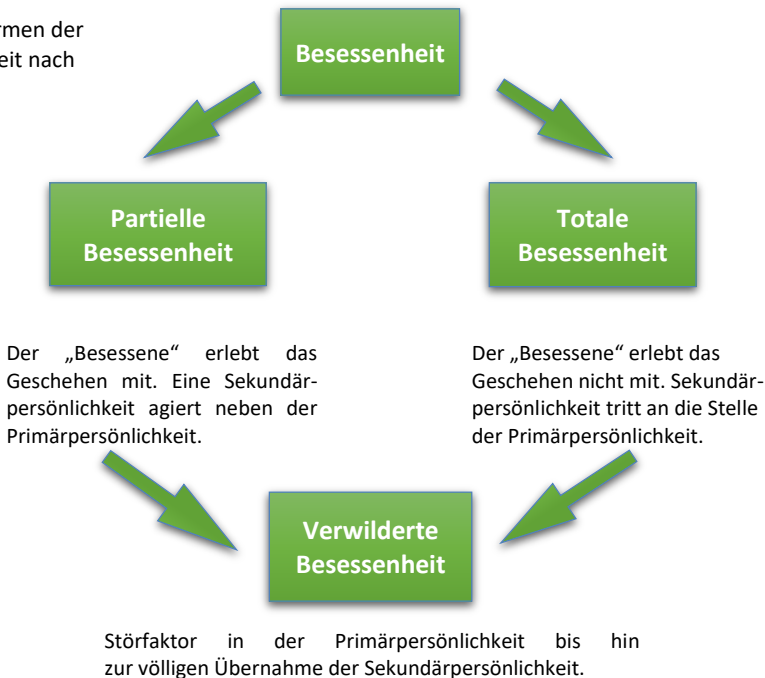 rmen der
eit nach
Besessenheit
Partielle
Besessenheit
Totale
Besessenheit
Der „Besessene“ erlebt das
Geschehen mit. Eine Sekundär-
persönlichkeit agiert neben der
Primärpersönlichkeit.
Der „Besessene“ erlebt das
Geschehen nicht mit. Sekundär-
persönlichkeit tritt an die Stelle
der Primärpersönlichkeit.
Verwilderte
Besessenheit
Störfaktor in der Primärpersönlichkeit bis hin
zur völligen Übernahme der Sekundärpersönlichkeit.